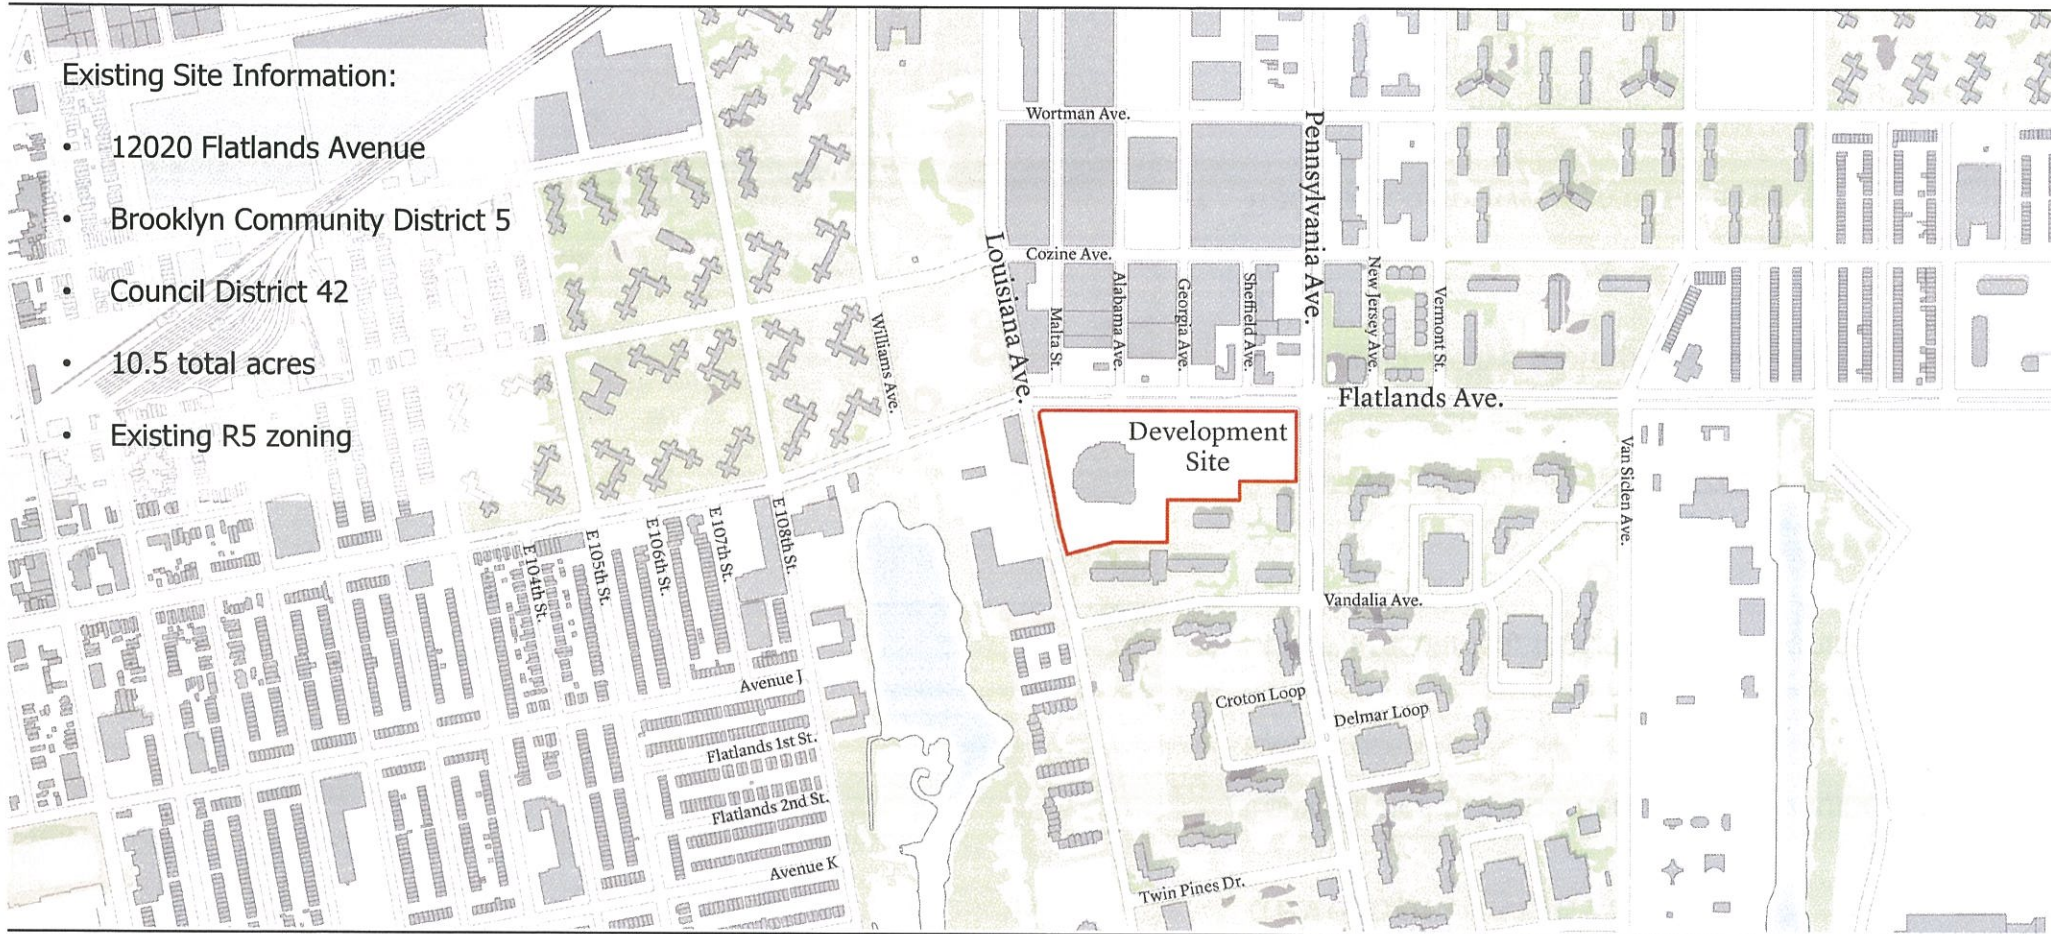 Existing Site Information:
• 12020 Flatlands Avenue
• Brooklyn Community District 5
• Council District 42
• 10.5 total acres
• Existing R5 zoning
Wortman Ave.
Pennsylvania Ave.
Louisiana Ave.
Cozine Ave.
Malta St.
Alabama Ave.
Georgia Ave.
Sheffield Ave.
New Jersey Ave.
Vermont St.
Williams Ave.
Flatlands Ave.
Development
Site
Van Siclen Ave.
E 104th St.
E 105th St.
E 106th St.
E 107th St.
E 108th St.
Vandalia Ave.
Avenue J
Croton Loop
Delmar Loop
Flatlands 1st St.
Flatlands 2nd St.
Avenue K
Twin Pines Dr.